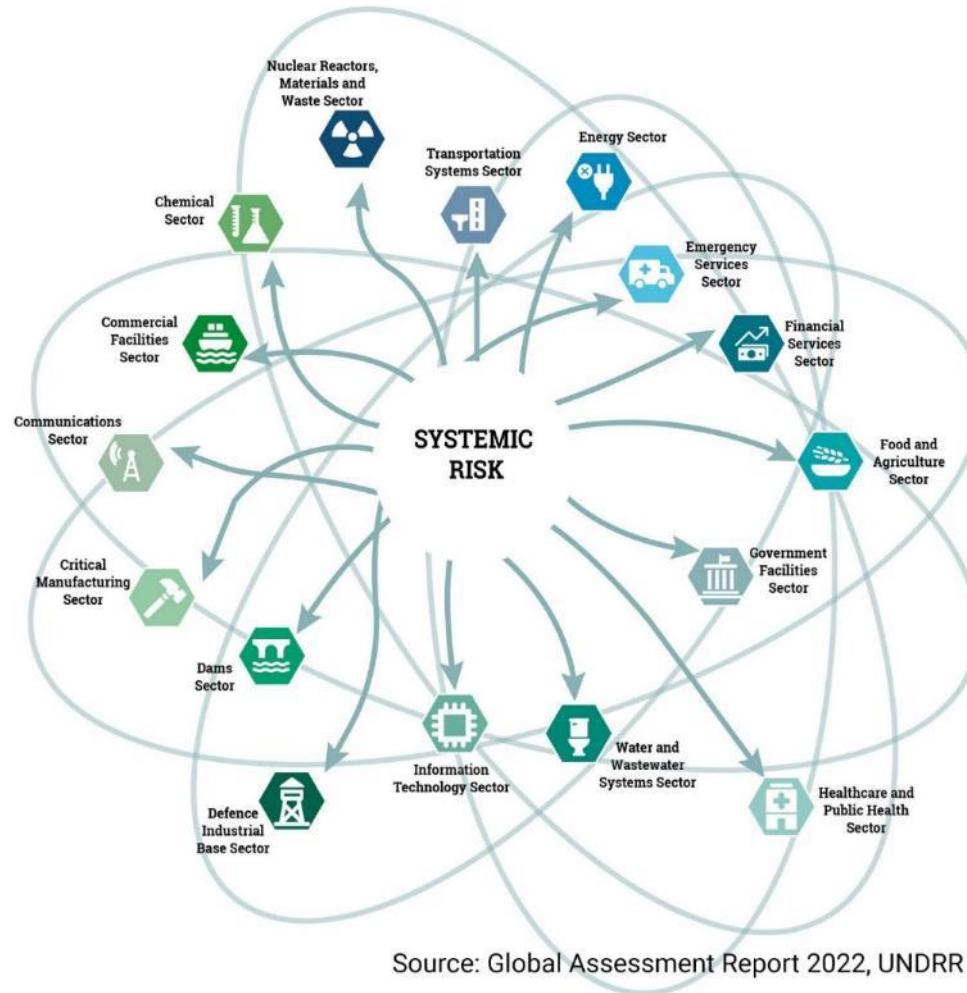 Nuclear Reactors,
Materials and
Waste Sector
Transportation
Systems Sector
Energy Sector
Chemical
Sector
Emergency
Services
Sector
Commercial
Facilities
Sector
Financial
Services
Sector
Communications
Sector
SYSTEMIC
RISK
Food and
Agriculture
Sector
Critical
Manufacturing
Sector
Government
Facilities
Sector
Dams
Sector
Information
Technology Sector
Water and
Wastewater
Systems Sector
Defence
Industrial
Base Sector
Healthcare and
Public Health
Sector
Source: Global Assessment Report 2022, UNDRR